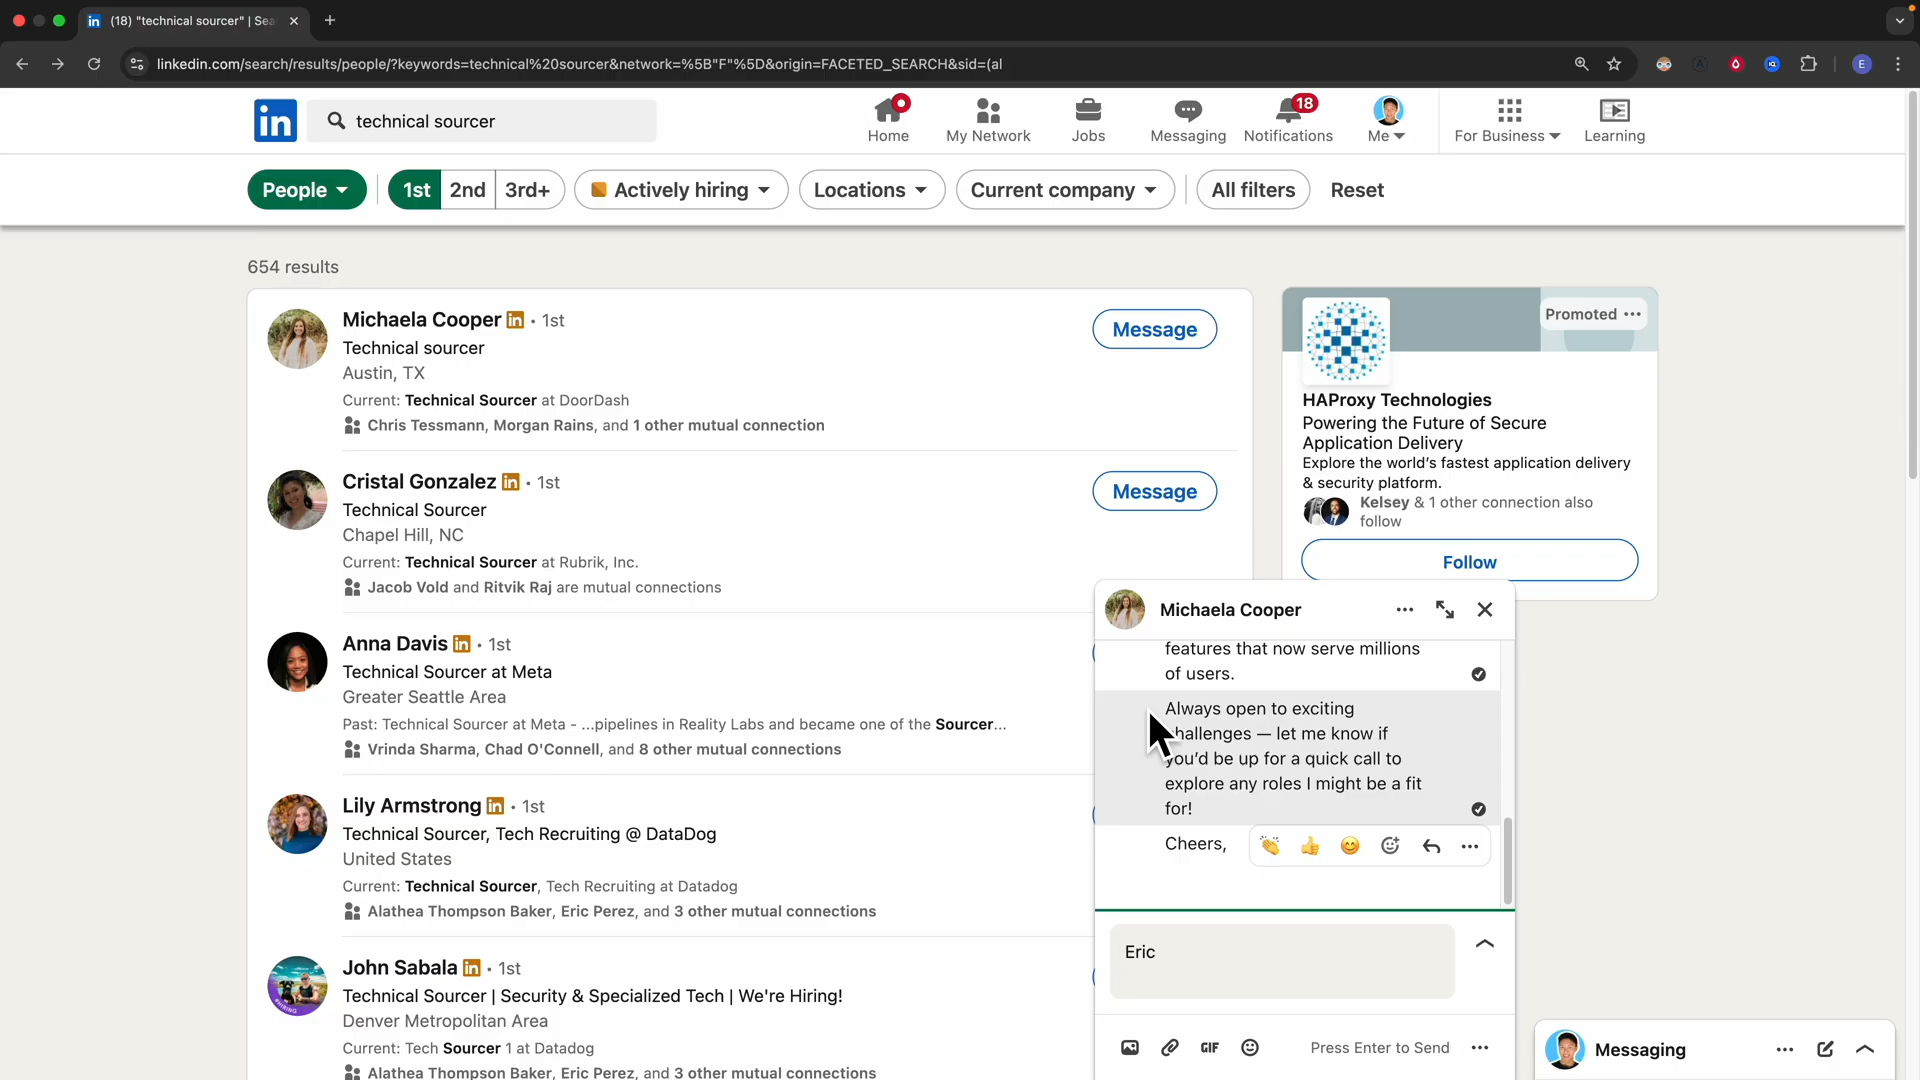 (18) "technical sourcer" | Sea
linkedin.com/search/results/people/?keywords=technical%20sourcer&network=%5B"F"%5D&origin=FACETED_SEARCH&sid=(al
E
in
technical sourcer
Home
My Network
Jobs
Messaging
18
Notifications
Me
For Business
Learning
People
1st
2nd
3rd+
Actively hiring
Locations
Current company
All filters
Reset
654 results
Michaela Cooper in • 1st
Technical sourcer
Austin, TX
Current: Technical Sourcer at DoorDash
Chris Tessmann, Morgan Rains, and 1 other mutual connection
Message
Cristal Gonzalez in • 1st
Technical Sourcer
Chapel Hill, NC
Current: Technical Sourcer at Rubrik, Inc.
Jacob Vold and Ritvik Raj are mutual connections
Message
Anna Davis in • 1st
Technical Sourcer at Meta
Greater Seattle Area
Past: Technical Sourcer at Meta - ...pipelines in Reality Labs and became one of the Sourcer...
Vrinda Sharma, Chad O'Connell, and 8 other mutual connections
Lily Armstrong in • 1st
Technical Sourcer, Tech Recruiting @ DataDog
United States
Current: Technical Sourcer, Tech Recruiting at Datadog
Alathea Thompson Baker, Eric Perez, and 3 other mutual connections
John Sabala in • 1st
Technical Sourcer | Security & Specialized Tech | We're Hiring!
Denver Metropolitan Area
Current: Tech Sourcer 1 at Datadog
Alathea Thompson Baker, Eric Perez, and 3 other mutual connections
Promoted
HAProxy Technologies
Powering the Future of Secure
Application Delivery
Explore the world's fastest application delivery
& security platform.
Kelsey & 1 other connection also
follow
Follow
Michaela Cooper
features that now serve millions
of users.
Always open to exciting
challenges — let me know if
you'd be up for a quick call to
explore any roles I might be a fit
for!
Cheers,
Eric
GIF
Press Enter to Send
Messaging